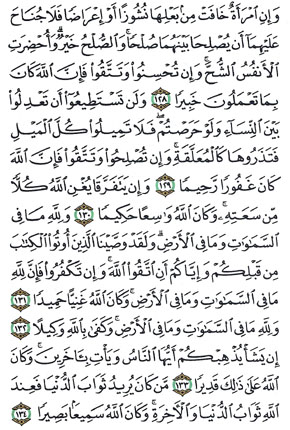 وَإِنِ ٱمْرَأَةٌ خَافَتْ مِنۢ بَعْلِهَا نُشُوزًا أَوْ إِعْرَاضًا فَلَا جُنَاحَ
عَلَيْهِمَآ أَن يُصْلِحَا بَيْنَهُمَا صُلْحًا ۚ وَٱلصُّلْحُ خَيْرٌ ۗ وَأُحْضِرَتِ
ٱلْأَنفُسُ ٱلشُّحَّ ۚ وَإِن تُحْسِنُوا۟ وَتَتَّقُوا۟ فَإِنَّ ٱللَّهَ كَانَ
بِمَا تَعْمَلُونَ خَبِيرًا ١٢٨ وَلَن تَسْتَطِيعُوٓا۟ أَن تَعْدِلُوا۟
بَيْنَ ٱلنِّسَآءِ وَلَوْ حَرَصْتُمْ ۖ فَلَا تَمِيلُوا۟ كُلَّ ٱلْمَيْلِ
فَتَذَرُوهَا كَٱلْمُعَلَّقَةِ ۚ وَإِن تُصْلِحُوا۟ وَتَتَّقُوا۟ فَإِنَّ ٱللَّهَ
كَانَ غَفُورًا رَّحِيمًا ١٢٩ وَإِن يَتَفَرَّقَا يُغْنِ ٱللَّهُ كُلًّا
مِّن سَعَتِهِۦ ۚ وَكَانَ ٱللَّهُ وَٰسِعًا حَكِيمًا ١٣٠ وَلِلَّهِ مَا فِى
ٱلسَّمَٰوَٰتِ وَمَا فِى ٱلْأَرْضِ ۗ وَلَقَدْ وَصَّيْنَا ٱلَّذِينَ أُوتُوا۟ ٱلْكِتَٰبَ
مِن قَبْلِكُمْ وَإِيَّاكُمْ أَنِ ٱتَّقُوا۟ ٱللَّهَ ۚ وَإِن تَكْفُرُوا۟ فَإِنَّ لِلَّهِ
مَا فِى ٱلسَّمَٰوَٰتِ وَمَا فِى ٱلْأَرْضِ ۚ وَكَانَ ٱللَّهُ غَنِيًّا حَمِيدًا ١٣١
وَلِلَّهِ مَا فِى ٱلسَّمَٰوَٰتِ وَمَا فِى ٱلْأَرْضِ ۚ وَكَفَىٰ بِٱللَّهِ وَكِيلًا ١٣٢
إِن يَشَأْ يُذْهِبْكُمْ أَيُّهَا ٱلنَّاسُ وَيَأْتِ بِـَٔاخَرِينَ ۚ وَكَانَ
ٱللَّهُ عَلَىٰ ذَٰلِكَ قَدِيرًا ١٣٣ مَّن كَانَ يُرِيدُ ثَوَابَ ٱلدُّنْيَا فَعِندَ
ٱللَّهِ ثَوَابُ ٱلدُّنْيَا وَٱلْـَٔاخِرَةِ ۚ وَكَانَ ٱللَّهُ سَمِيعًۢا بَصِيرًا ١٣٤